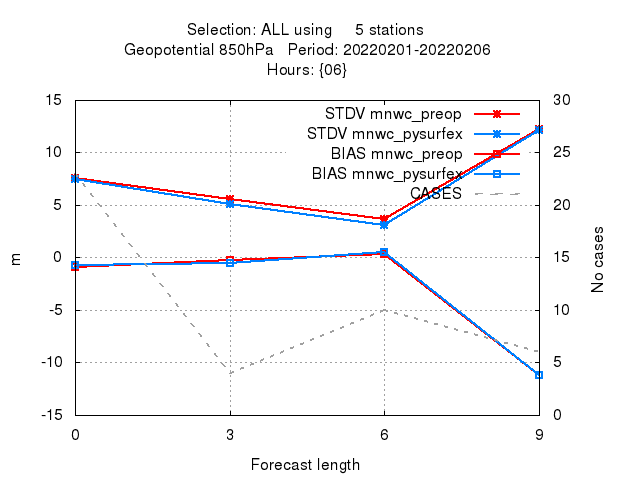 Selection: ALL using     5 stations
Geopotential 850hPa   Period: 20220201-20220206
Hours: {06}
15 30
STDV mnwc_preop
STDV mnwc_pysurfex
10 BIAS mnwc_preop 25
BIAS mnwc_pysurfex
CASES
5 20
0 15
m
No cases
-5 10
-10 5
-15 0
0 3 6 9
Forecast length